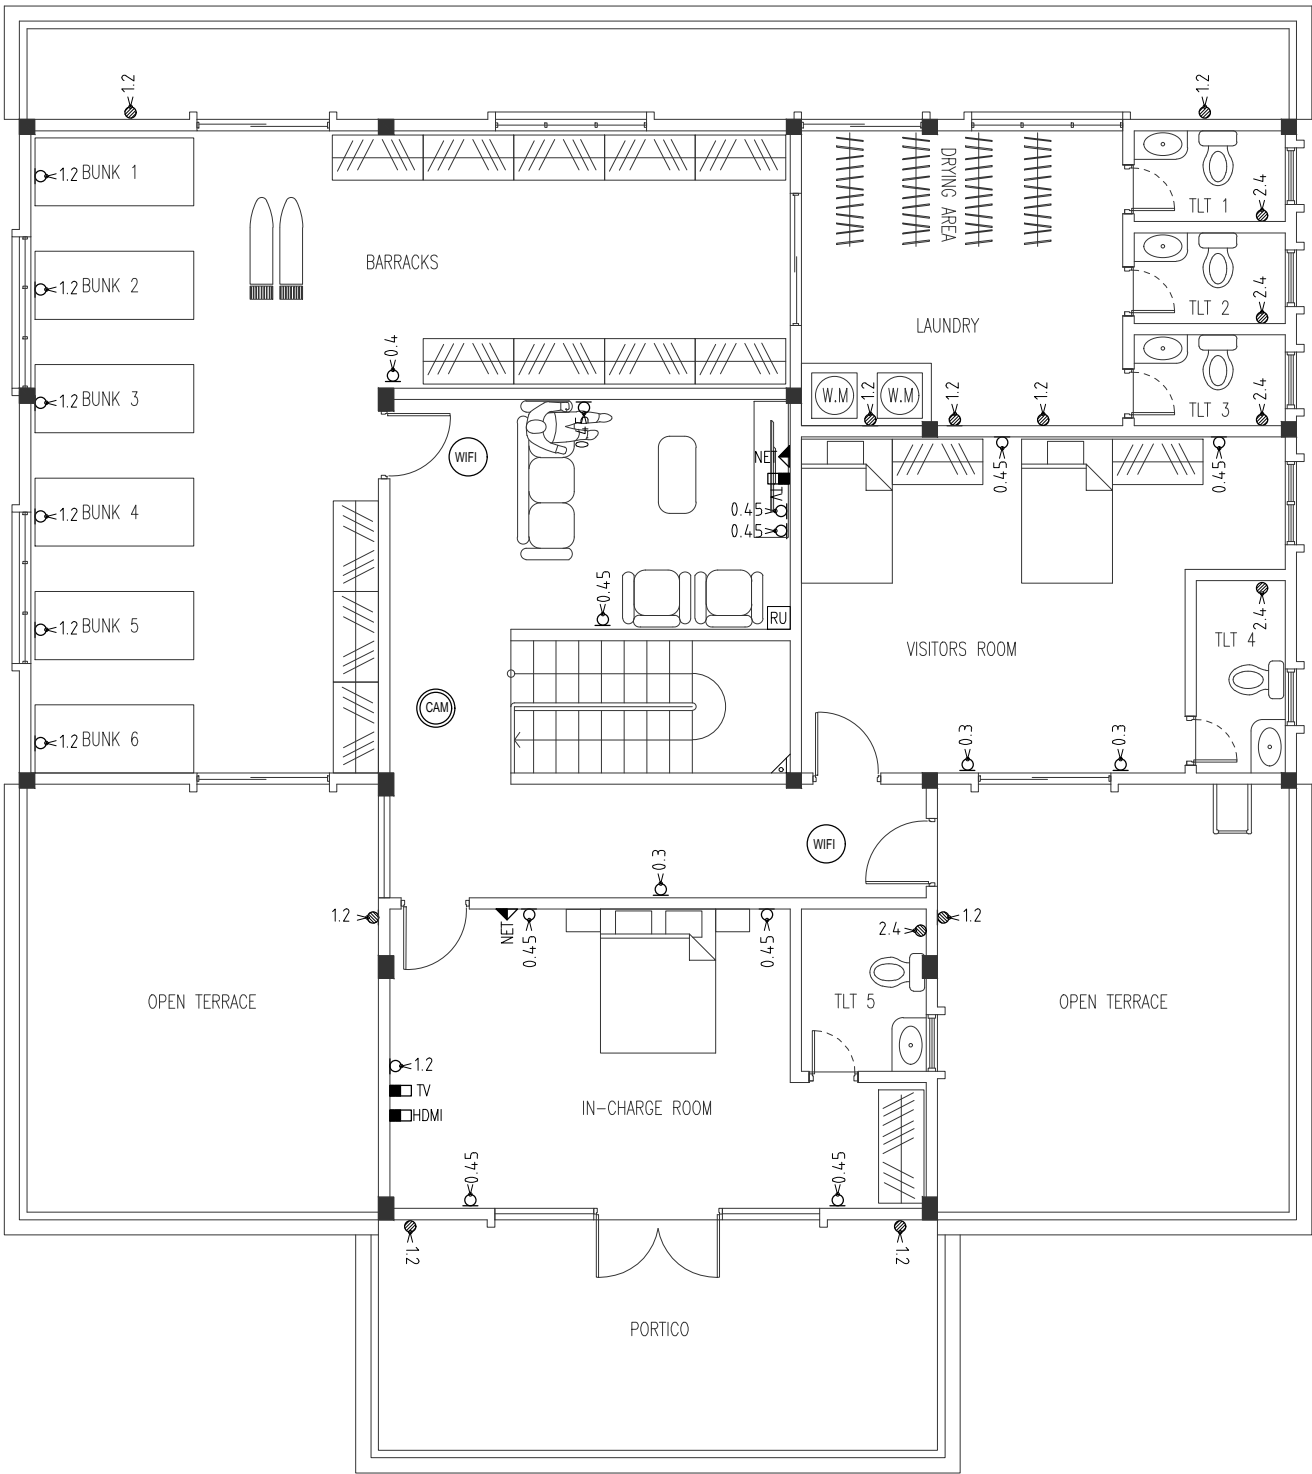 1.2
1.2
1.2 BUNK 1
DRYING AREA
TLT 1
2.4
1.2 BUNK 2
BARRACKS
TLT 2
2.4
LAUNDRY
0.4
1.2 BUNK 3
W.M
1.2
W.M
1.2
1.2
TLT 3
2.4
0.45
WIFI
NET
TV
0.45
0.45
0.45
0.45
1.2 BUNK 4
0.45
RU
1.2 BUNK 5
VISITORS ROOM
2.4
TLT 4
CAM
1.2 BUNK 6
0.3
0.3
WIFI
0.3
1.2
NET
0.45
0.45
2.4
1.2
OPEN TERRACE
TLT 5
OPEN TERRACE
1.2
TV
HDMI
IN-CHARGE ROOM
0.45
0.45
1.2
1.2
PORTICO